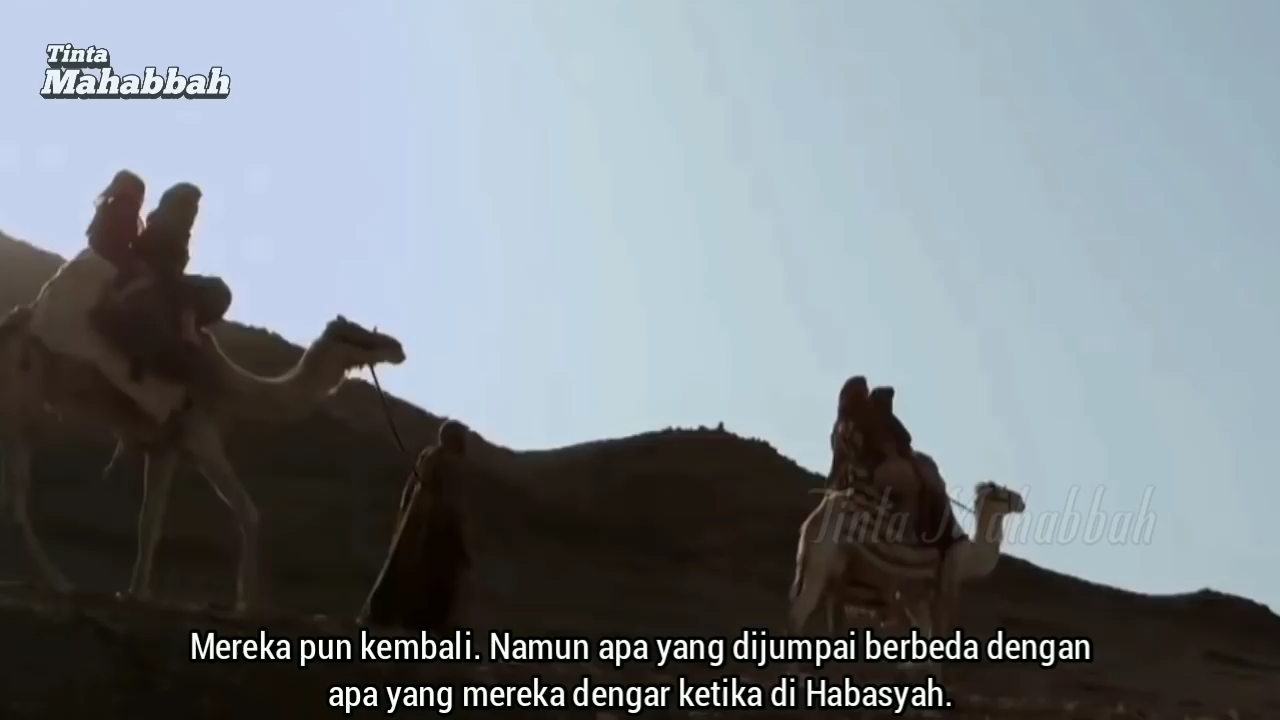 Tinta
Mahabbah
Tinta Mahabbah
Mereka pun kembali. Namun apa yang dijumpai berbeda dengan
apa yang mereka dengar ketika di Habasyah.